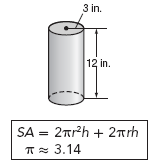 3 in.
12 in.
SA = 2πr²h + 2πrh
π ≈ 3.14